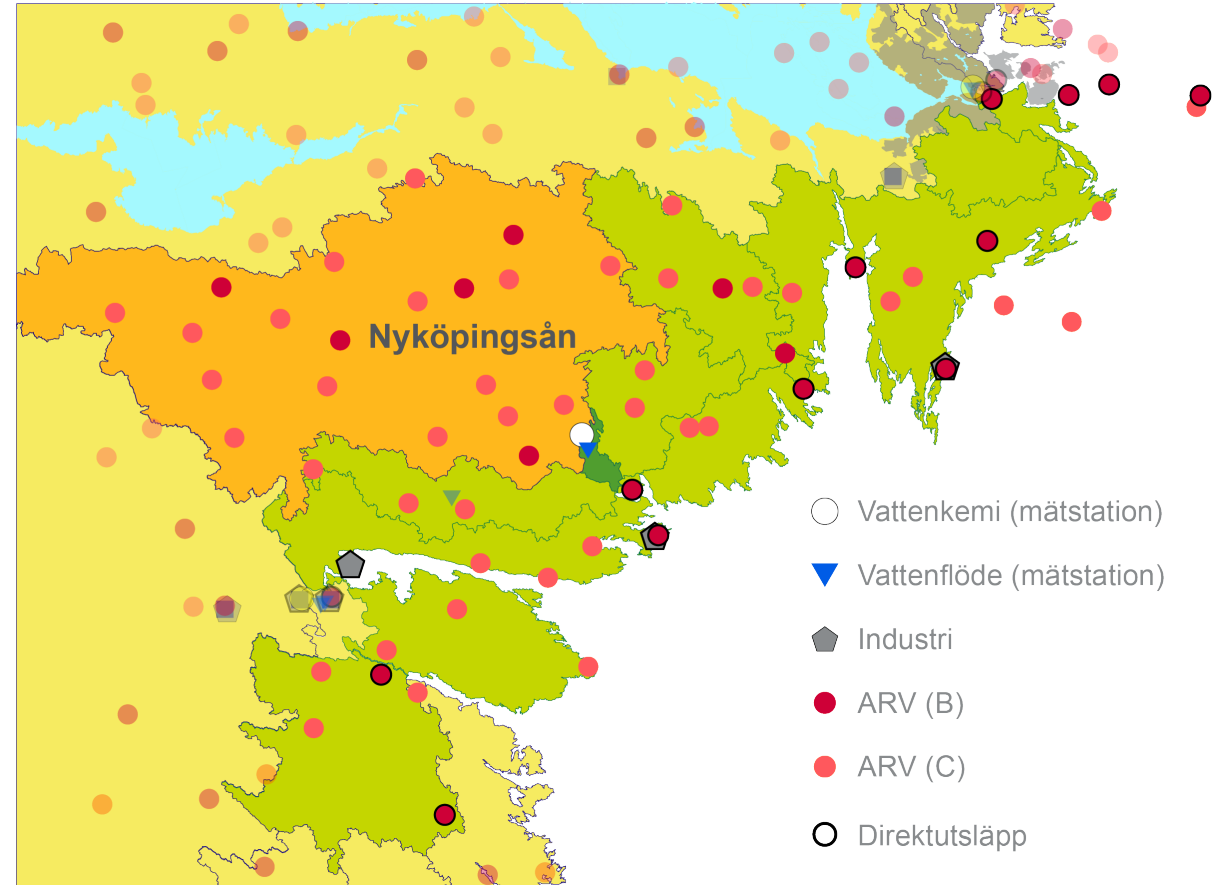 Nyköpingsån
Vattenkemi (mätstation)
Vattenflöde (mätstation)
Industri
ARV (B)
ARV (C)
Direktutsläpp